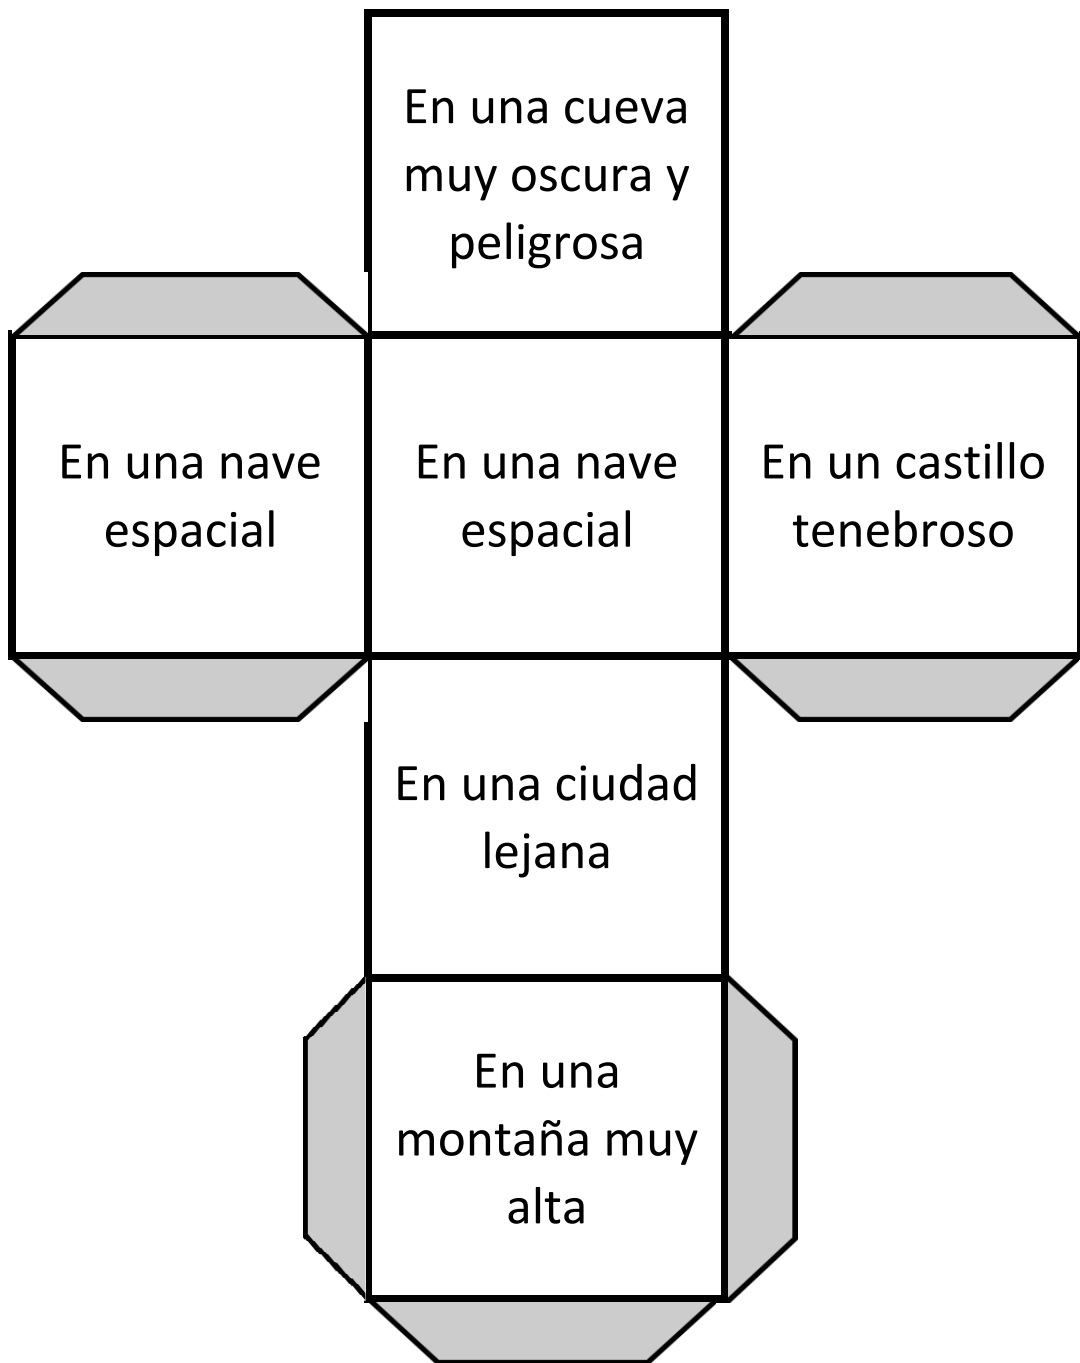 En una cueva
muy oscura y
peligrosa
En una nave
espacial
En una nave
espacial
En un castillo
tenebroso
En una ciudad
lejana
En una
montaña muy
alta